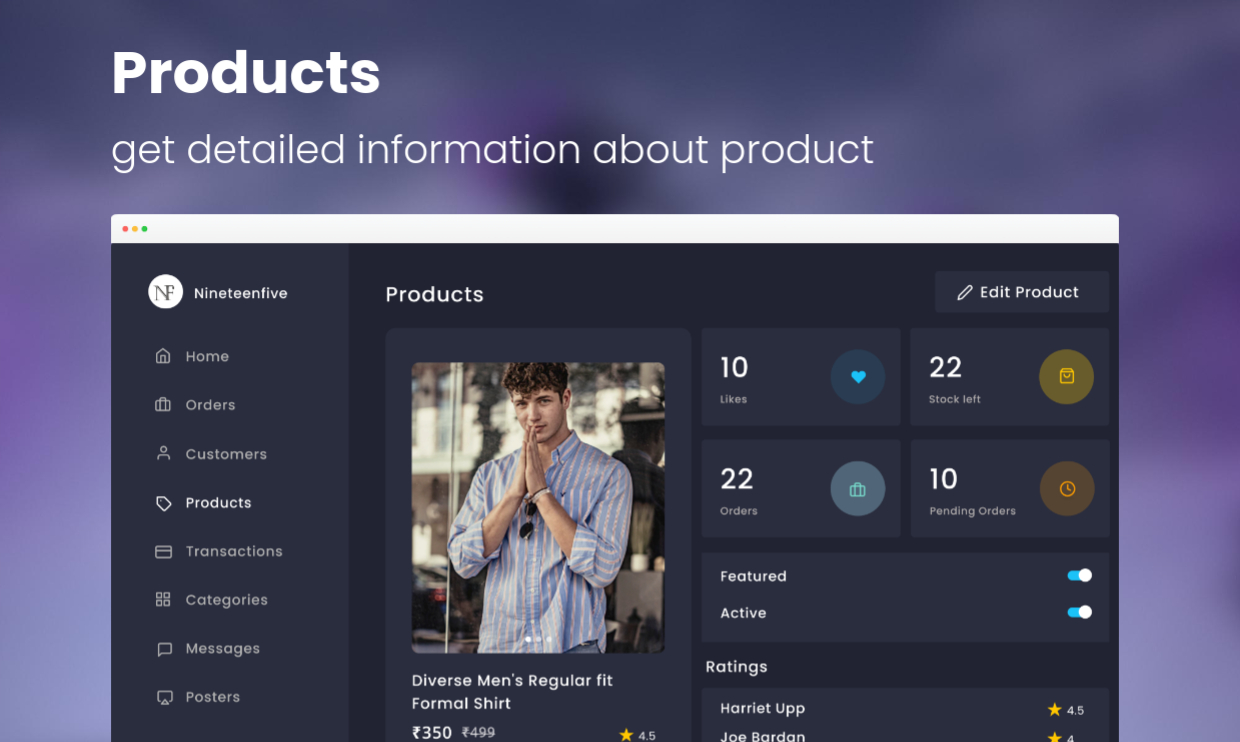 Products
get detailed information about product
NF Nineteenfive
Home
Orders
Customers
Products
Transactions
Categories
Messages
Posters
Products
Edit Product
10
Likes
22
Stock left
22
Orders
10
Pending Orders
Featured
Active
Diverse Men's Regular fit
Formal Shirt
₹350 ₹499 4.5
Ratings
Harriet Upp 4.5
Joe Bardan 4